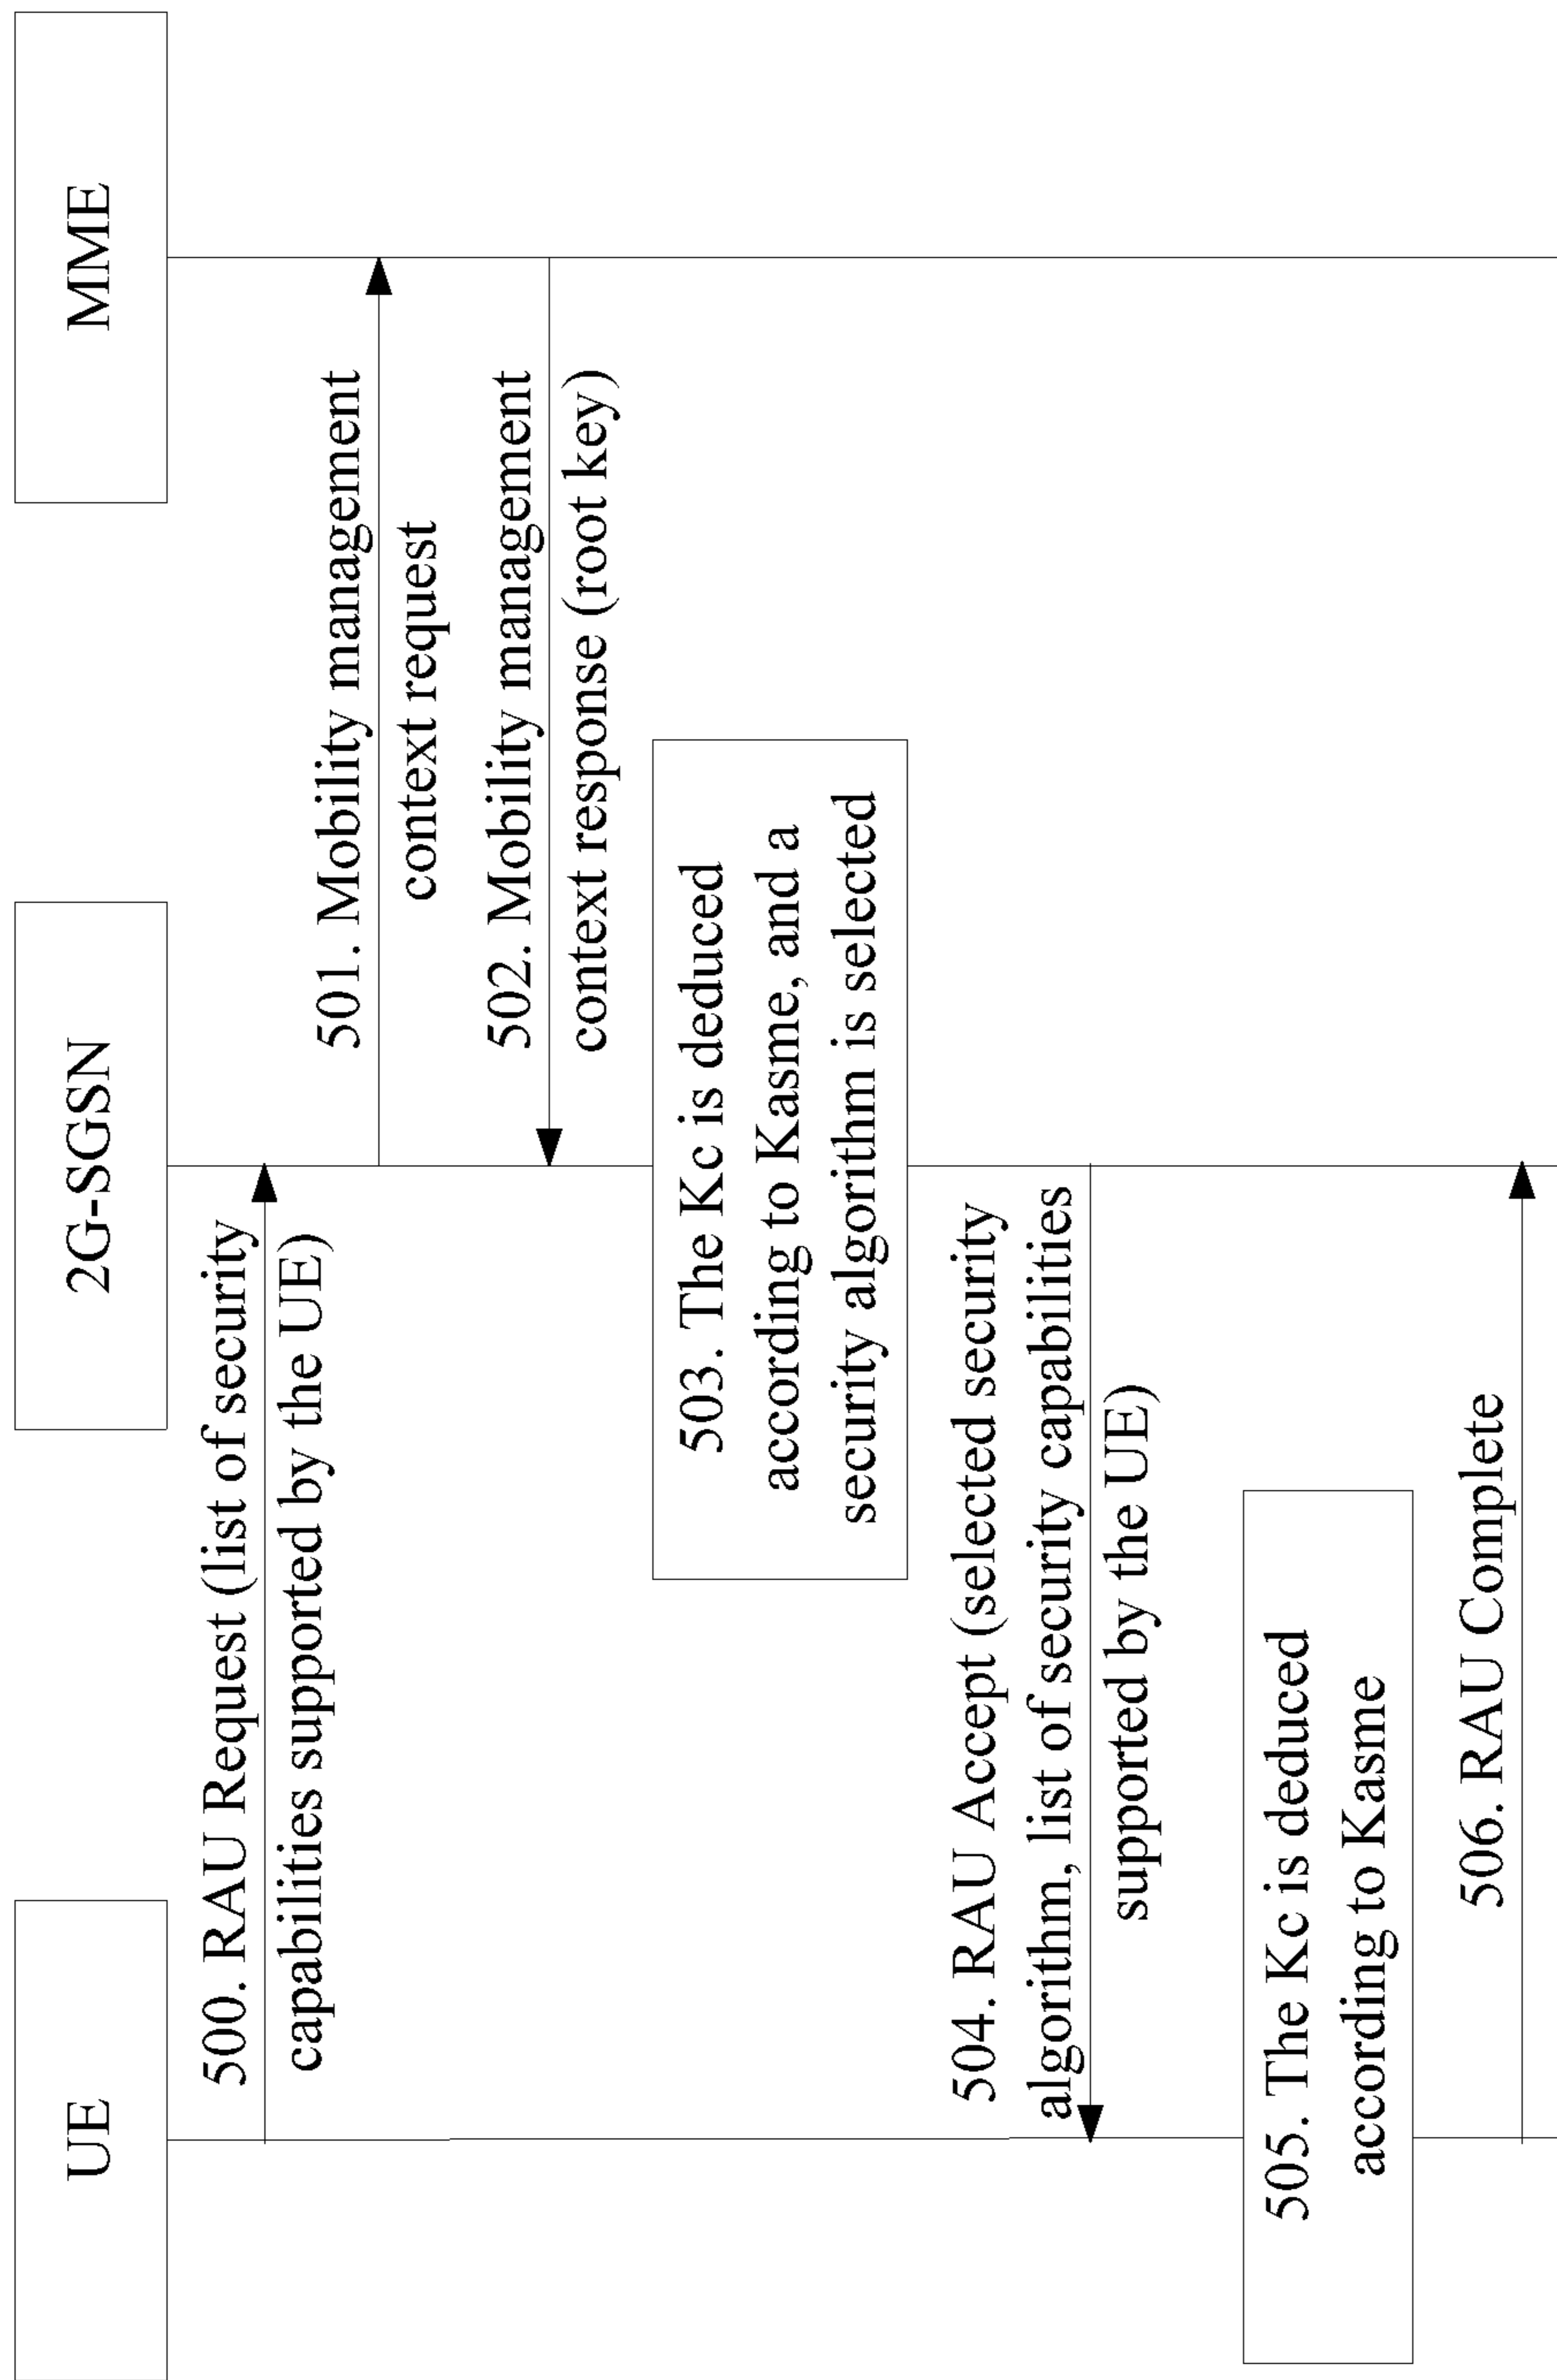 UE
2G-SGSN
MME
500. RAU Request (list of security
capabilities supported by the UE)
501. Mobility management
context request
502. Mobility management
context response (root key)
503. The Kc is deduced
according to Kasme, and a
security algorithm is selected
504. RAU Accept (selected security
algorithm, list of security capabilities
supported by the UE)
505. The Kc is deduced
according to Kasme
506. RAU Complete